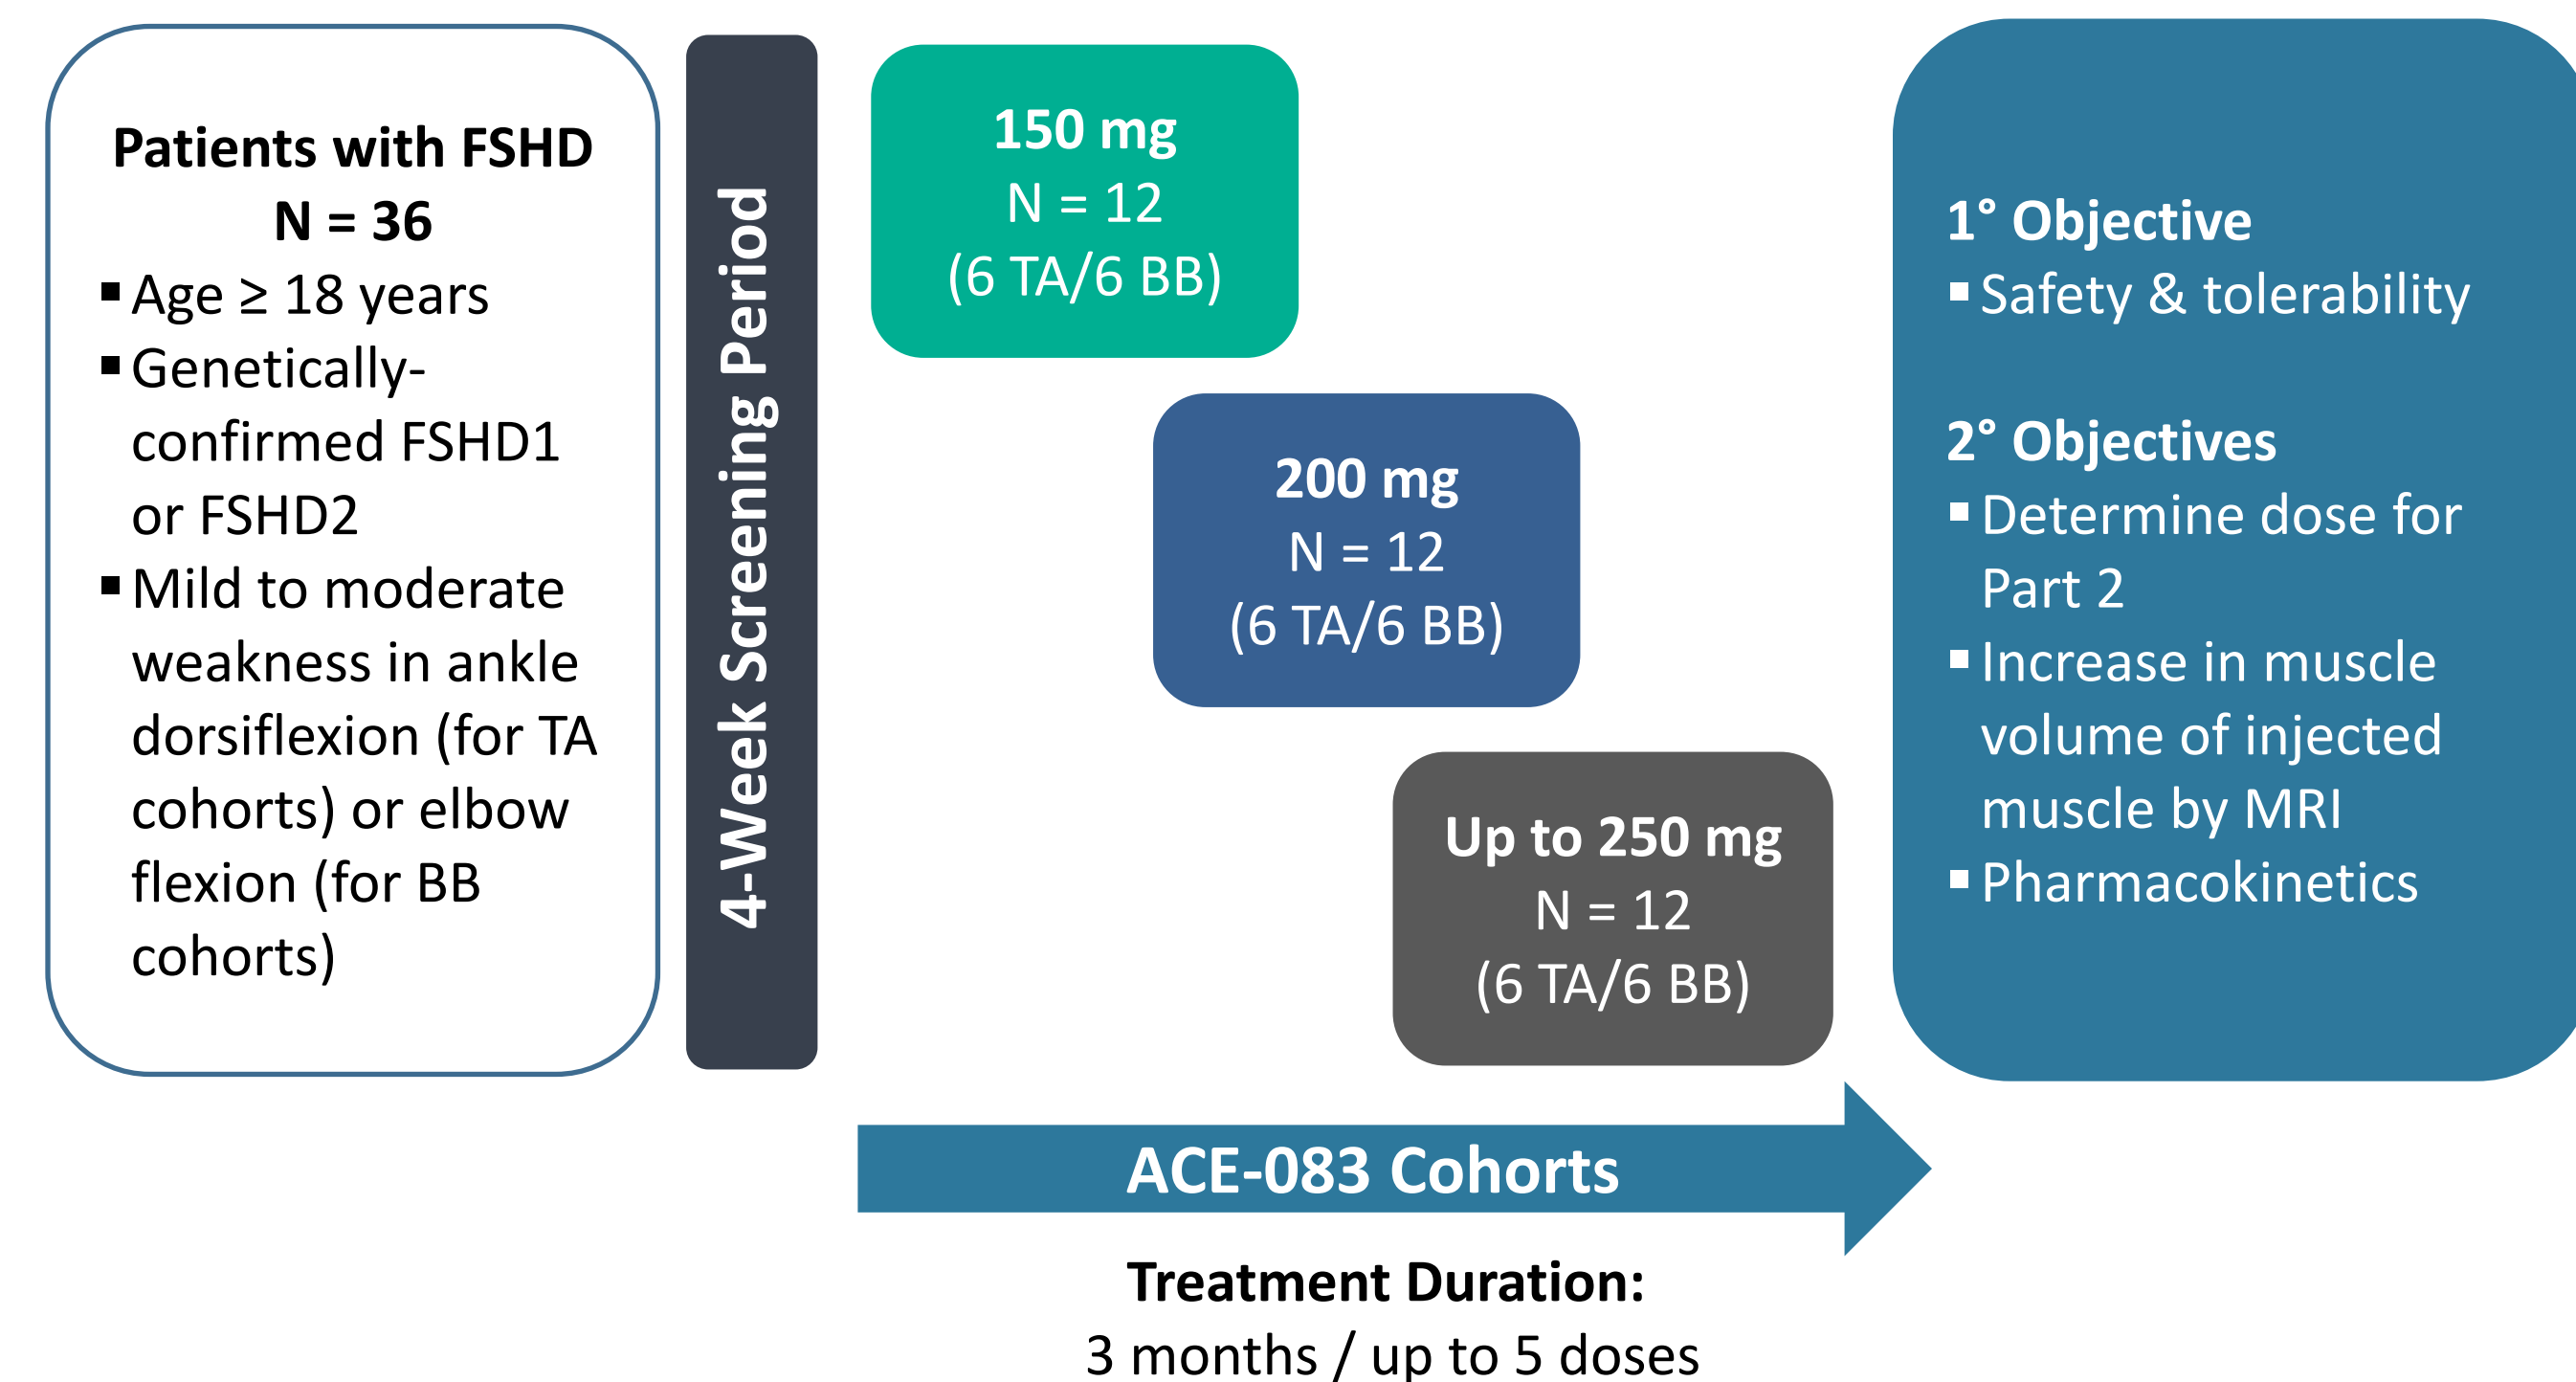 Patients with FSHD
N = 36
▪ Age ≥ 18 years
▪ Genetically-
confirmed FSHD1
or FSHD2
▪ Mild to moderate
weakness in ankle
dorsiflexion (for TA
cohorts) or elbow
flexion (for BB
cohorts)
4-Week Screening Period
150 mg
N = 12
(6 TA/6 BB)
200 mg
N = 12
(6 TA/6 BB)
Up to 250 mg
N = 12
(6 TA/6 BB)
ACE-083 Cohorts
Treatment Duration:
3 months / up to 5 doses
1° Objective
▪ Safety & tolerability
2° Objectives
▪ Determine dose for
Part 2
▪ Increase in muscle
volume of injected
muscle by MRI
▪ Pharmacokinetics